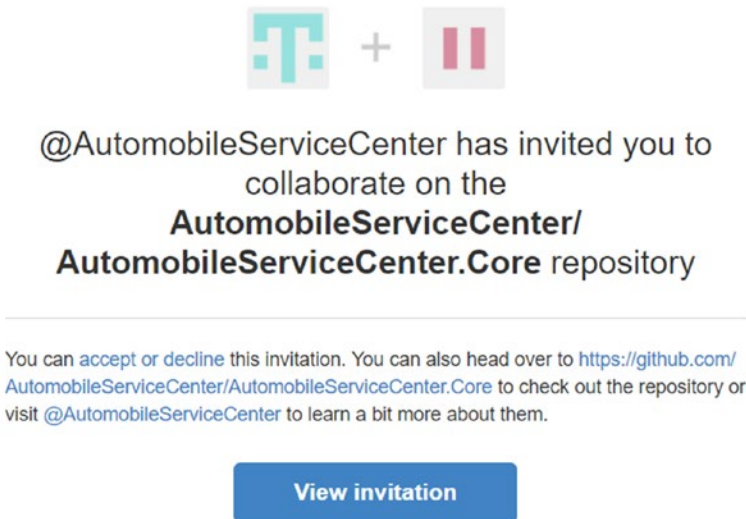 @AutomobileServiceCenter has invited you to
collaborate on the
AutomobileServiceCenter/
AutomobileServiceCenter.Core repository
You can accept or decline this invitation. You can also head over to https://github.com/
AutomobileServiceCenter/AutomobileServiceCenter.Core to check out the repository or
visit @AutomobileServiceCenter to learn a bit more about them.
View invitation